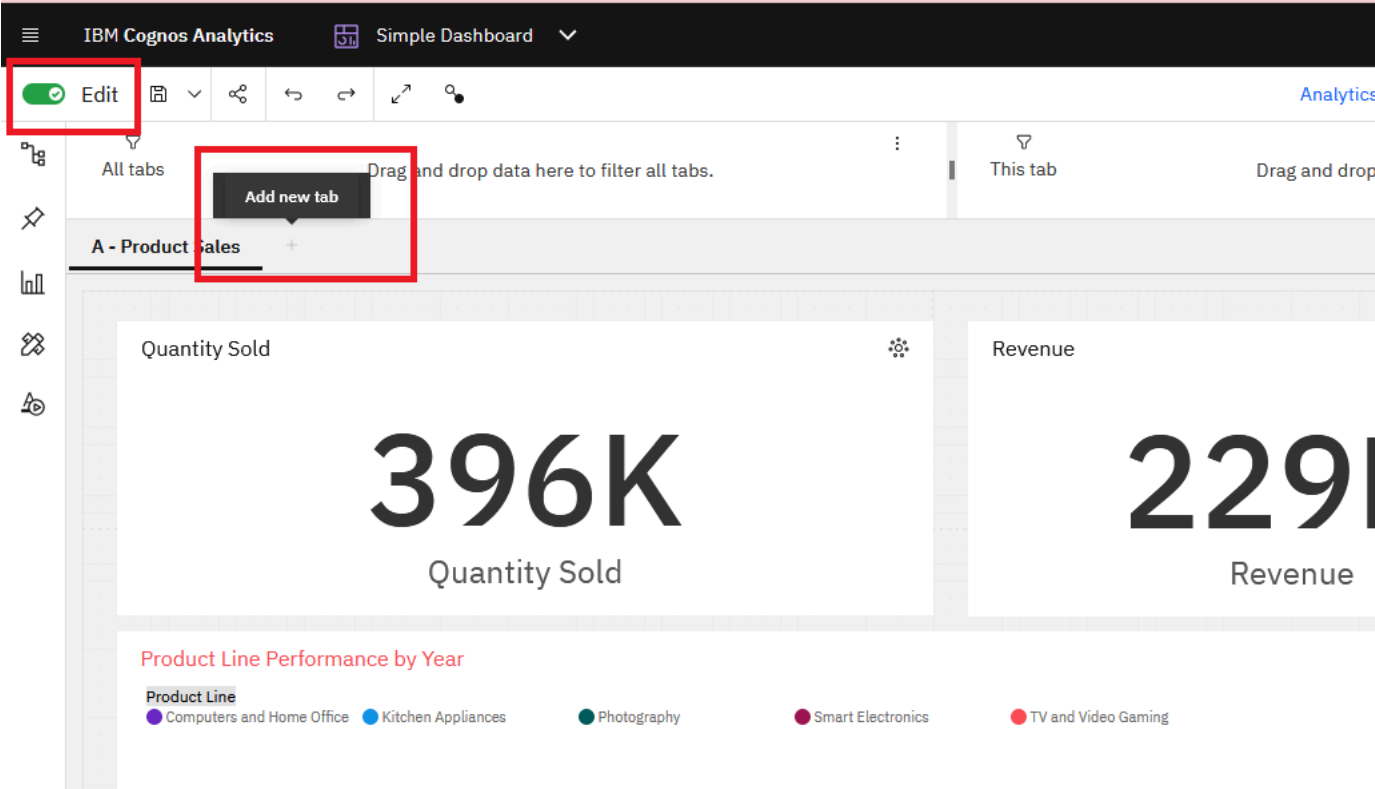 IBM Cognos Analytics
Simple Dashboard
Edit
Analytics
All tabs
Drag and drop data here to filter all tabs.
This tab
Drag and drop
Add new tab
A - Product Sales
Quantity Sold
Revenue
396K
229
Quantity Sold
Revenue
Product Line Performance by Year
Product Line
Computers and Home Office Kitchen Appliances Photography Smart Electronics TV and Video Gaming